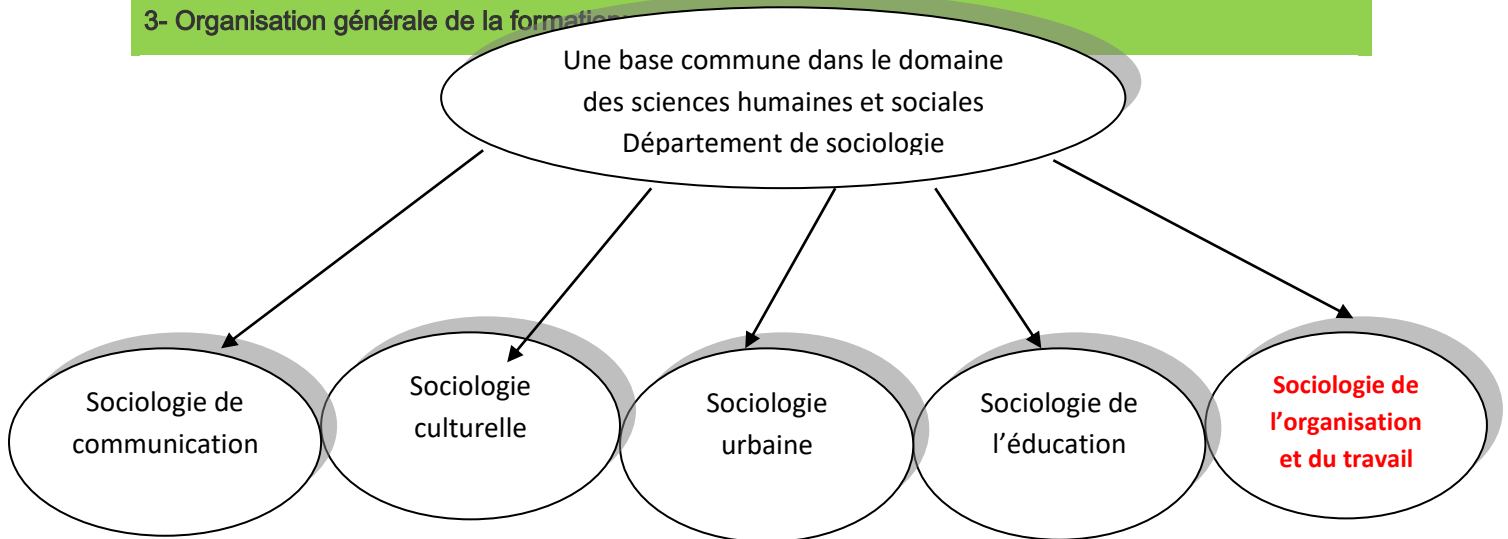 3- Organisation générale de la formation
Une base commune dans le domaine
des sciences humaines et sociales
Département de sociologie
Sociologie de
communication
Sociologie
culturelle
Sociologie
urbaine
Sociologie de
l’éducation
Sociologie de
l’organisation
et du travail